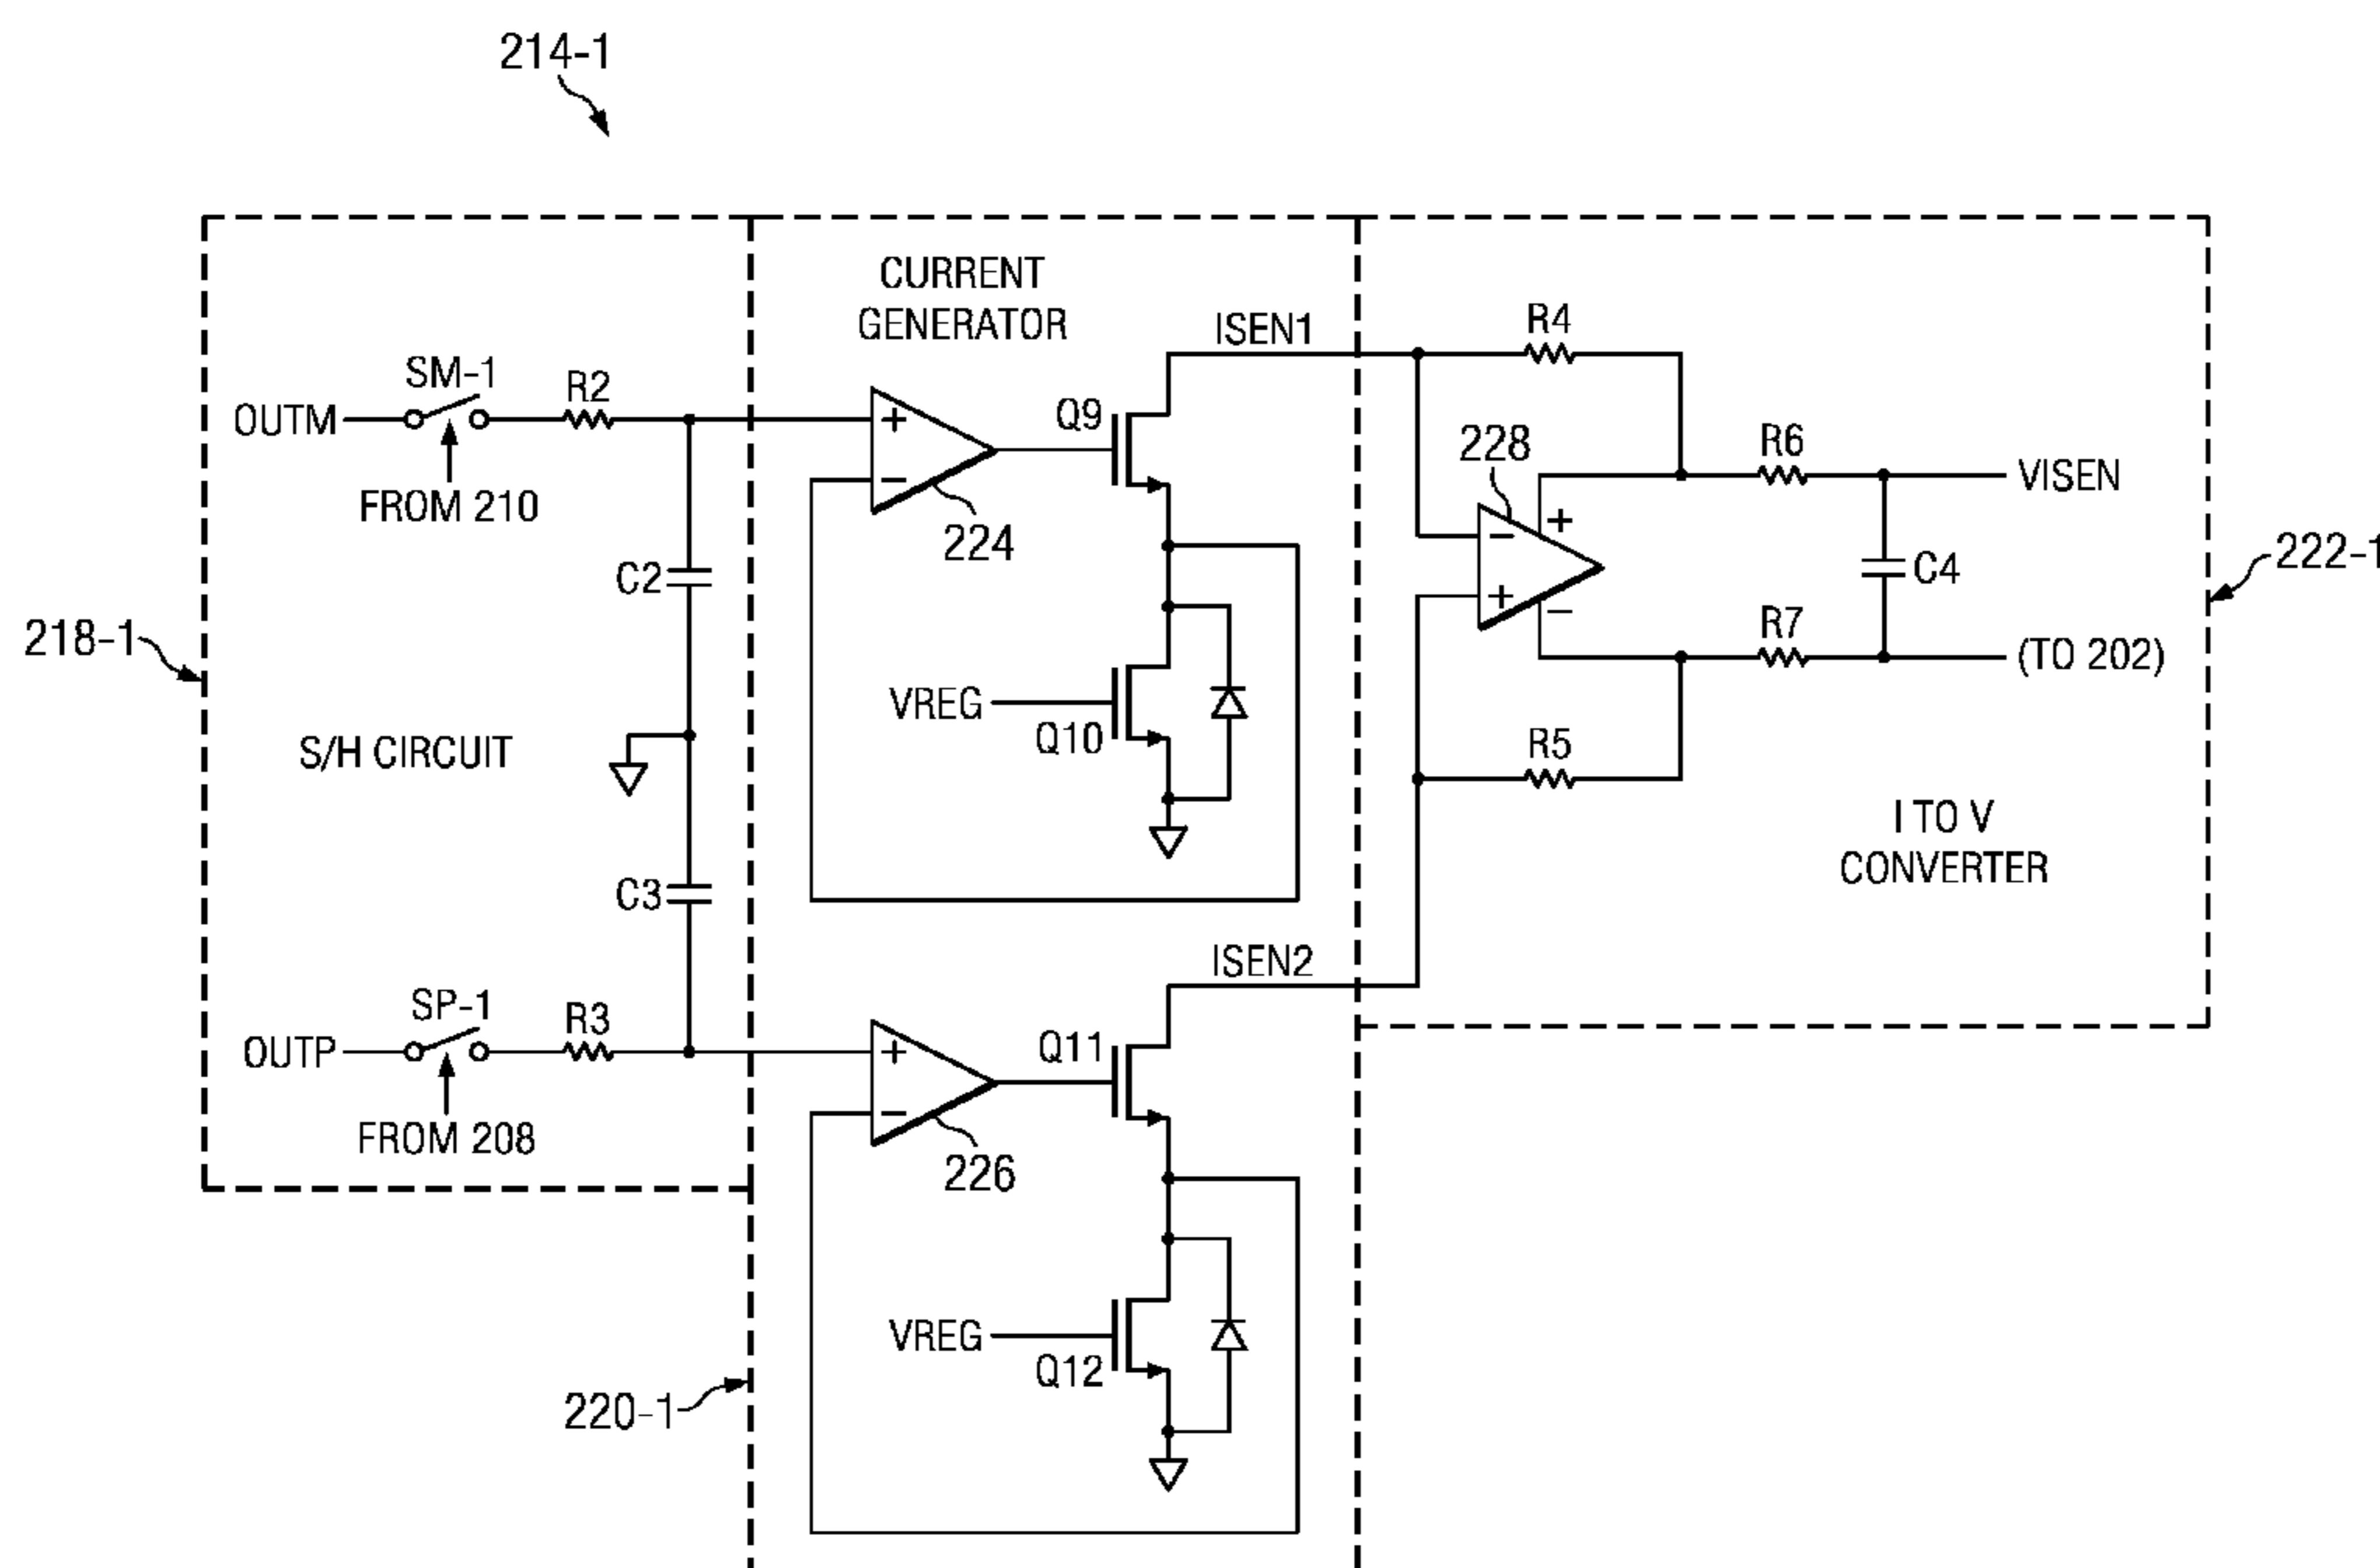 214-1
CURRENT
GENERATOR
ISEN1
R4
SM-1
R2
OUTM
FROM 210
+
−
224
Q9
228
R6
VISEN
+
−
+
−
C2
C4
222-1
R7
(TO 202)
218-1
VREG
Q10
S/H CIRCUIT
R5
I TO V
CONVERTER
C3
ISEN2
SP-1
R3
OUTP
FROM 208
+
−
226
Q11
VREG
Q12
220-1